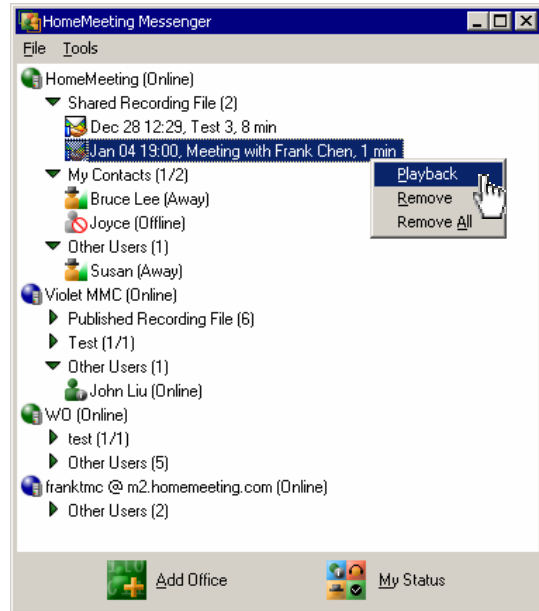 HomeMeeting Messenger
File Tools
HomeMeeting (Online)
Shared Recording File (2)
Dec 28 12:29, Test 3, 8 min
Jan 04 19:00, Meeting with Frank Chen, 1 min
Playback
My Contacts (1/2)
Bruce Lee (Away)
Remove
Joyce (Offline)
Remove All
Other Users (1)
Susan (Away)
Violet MMC (Online)
Published Recording File (6)
Test (1/1)
Other Users (1)
John Liu (Online)
WO (Online)
test (1/1)
Other Users (5)
franktmc @ m2.homemeeting.com (Online)
Other Users (2)
Add Office
My Status